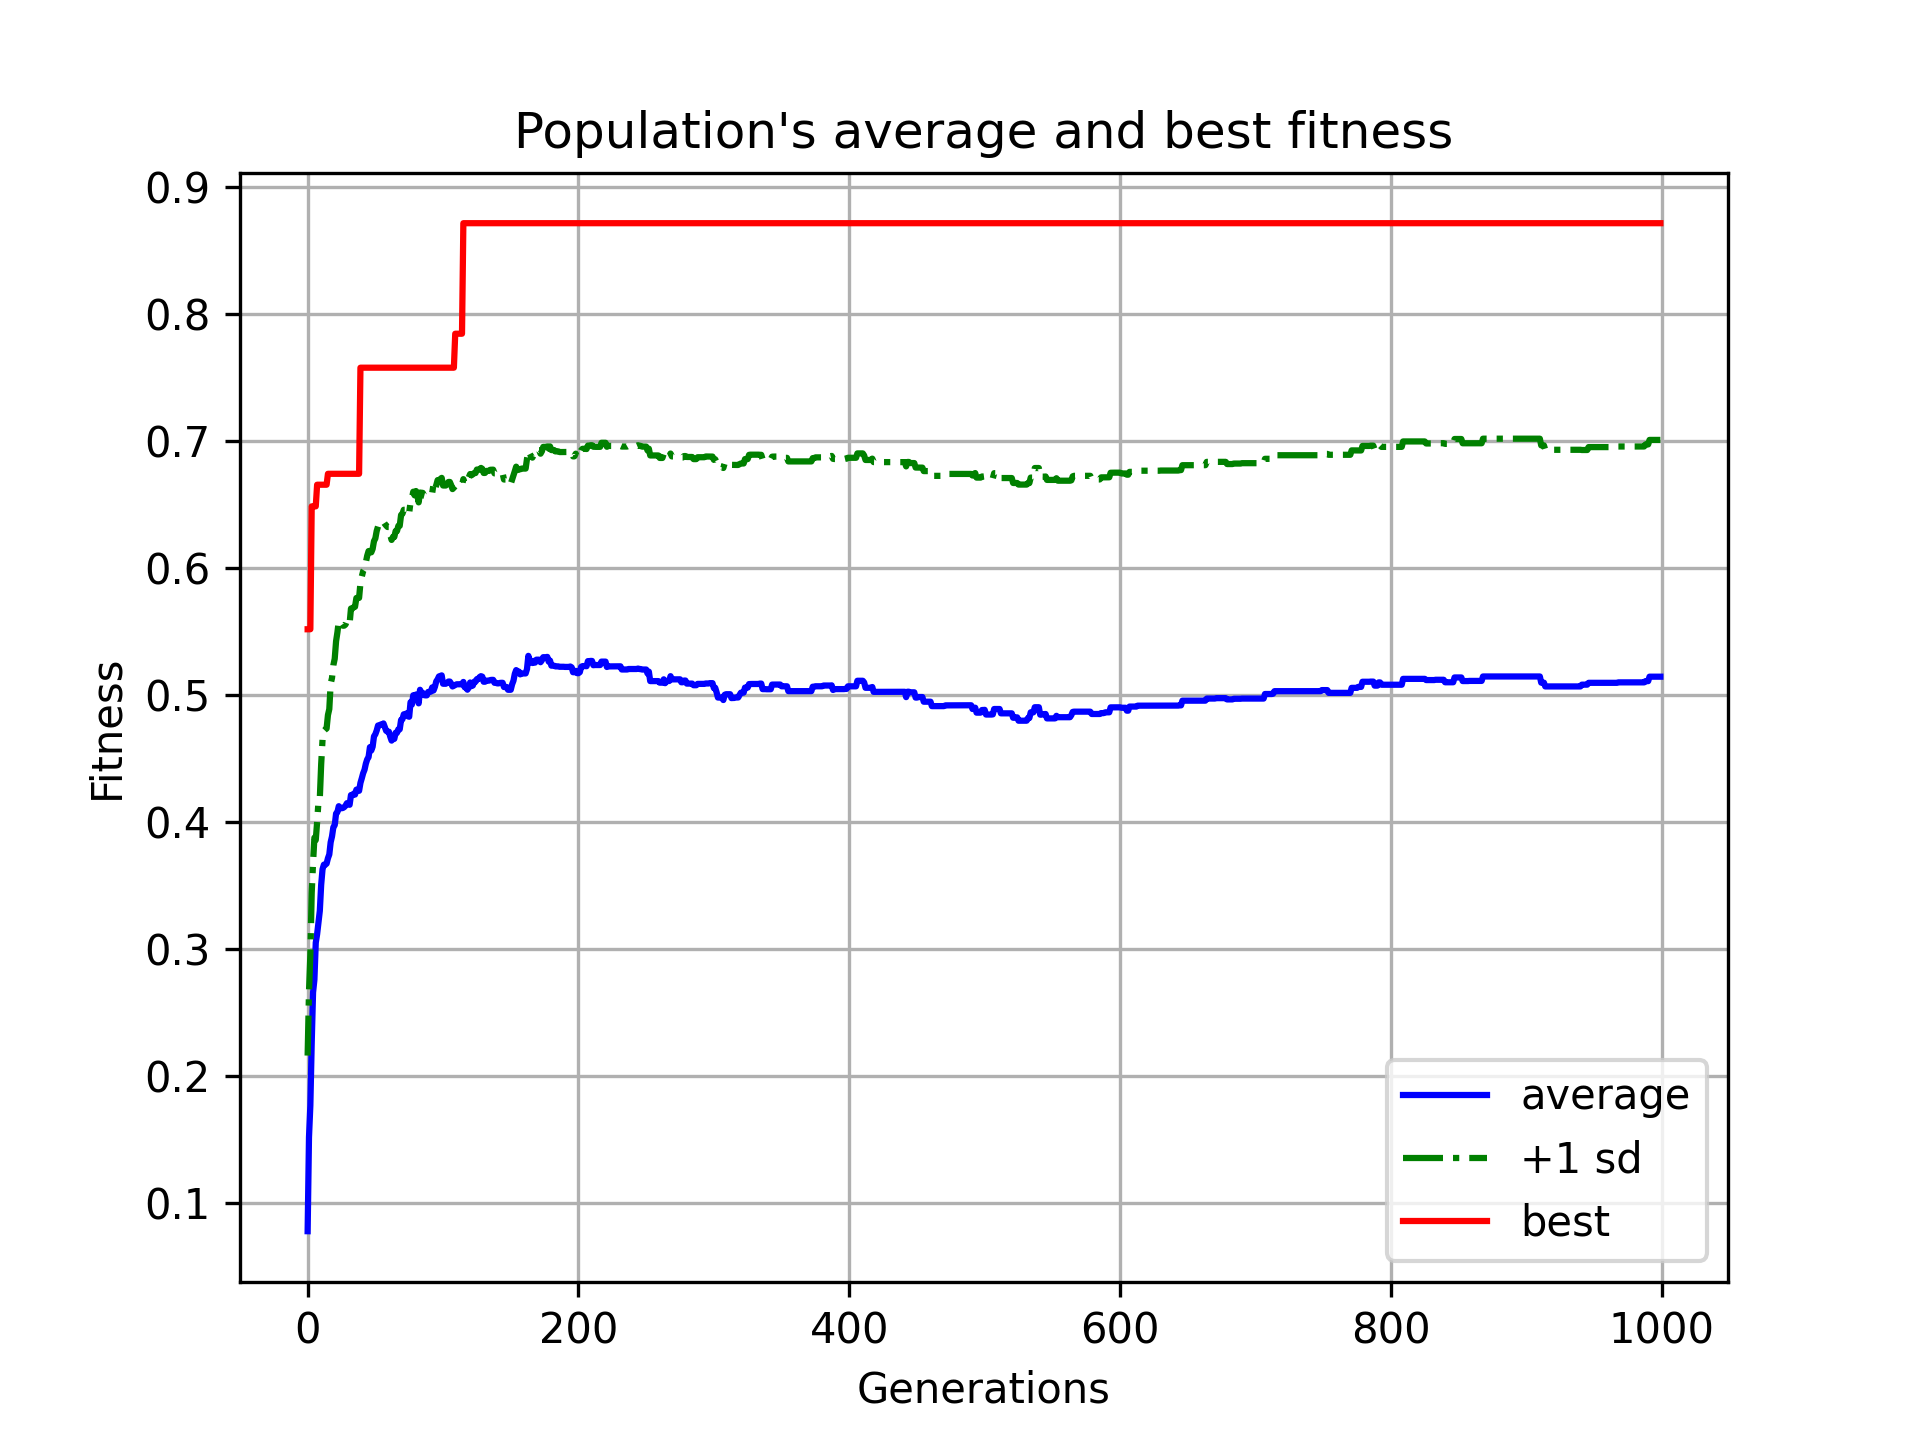 Population's average and best fitness
0.9
0.8
0.7
0.6
0.5
0.4
0.3
0.2
0.1
Fitness
0 200 400 600 800 1000
Generations
average
+1 sd
best